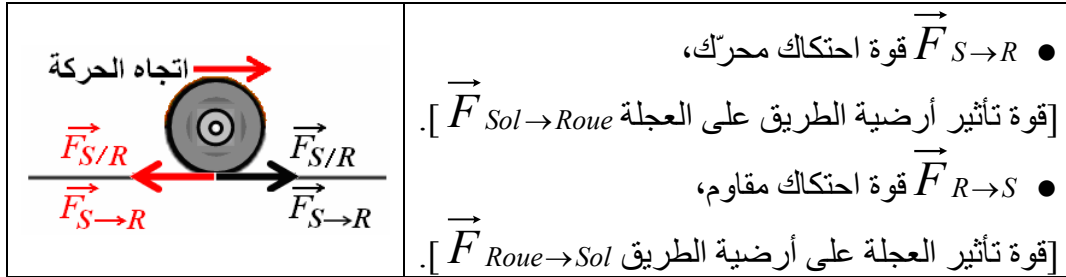 ● F⃗ S→R قوة احتكاك محرّك،
[قوة تأثير أرضية الطريق على العجلة F⃗ Sol→Roue ].
● F⃗ R→S قوة احتكاك مقاوم،
[قوة تأثير العجلة على أرضية الطريق F⃗ Roue→Sol ].
اتجاه الحركة
F⃗S/R
F⃗S/R
F⃗S→R
F⃗S→R